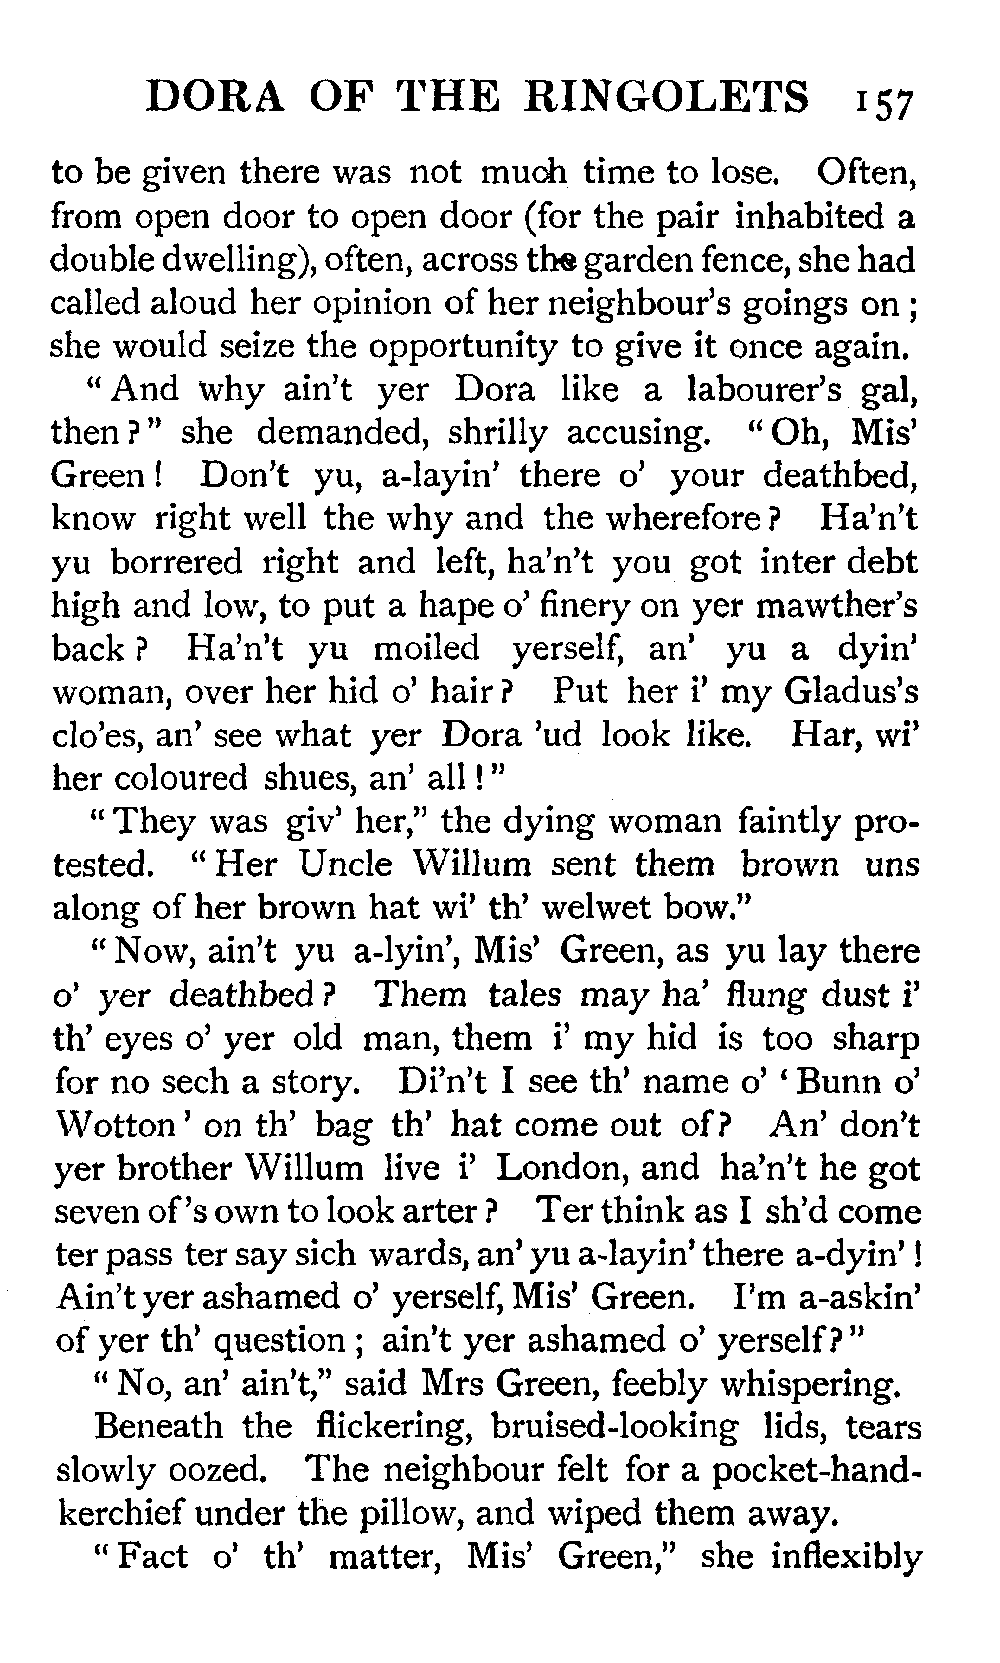 DORA OF THE RINGOLETS 157
to be given there was not much time to lose. Often,
from open door to open door (for the pair inhabited a
double dwelling), often, across the garden fence, she had
called aloud her opinion of her neighbour's goings on ;
she would seize the opportunity to give it once again.
“ And why ain't yer Dora like a labourer's gal,
then ? ” she demanded, shrilly accusing. “ Oh, Mis'
Green ! Don't yu, a-layin' there o' your deathbed,
know right well the why and the wherefore ? Ha'n't
yu borrered right and left, ha'n't you got inter debt
high and low, to put a hape o' finery on yer mawther's
back ? Ha'n't yu moiled yerself, an' yu a dyin'
woman, over her hid o' hair ? Put her i' my Gladus's
clo'es, an' see what yer Dora 'ud look like. Har, wi'
her coloured shues, an' all ! ”
“ They was giv' her,” the dying woman faintly pro-
tested. “ Her Uncle Willum sent them brown uns
along of her brown hat wi' th' welwet bow.”
“ Now, ain't yu a-lyin', Mis' Green, as yu lay there
o' yer deathbed ? Them tales may ha' flung dust i'
th' eyes o' yer old man, them i' my hid is too sharp
for no sech a story. Di'n't I see th' name o' ‘ Bunn o'
Wotton ’ on th' bag th' hat come out of ? An' don't
yer brother Willum live i' London, and ha'n't he got
seven of 's own to look arter ? Ter think as I sh'd come
ter pass ter say sich wards, an' yu a-layin' there a-dyin' !
Ain't yer ashamed o' yerself, Mis' Green. I'm a-askin'
of yer th' question ; ain't yer ashamed o' yerself ? ”
“ No, an' ain't,” said Mrs Green, feebly whispering.
Beneath the flickering, bruised-looking lids, tears
slowly oozed. The neighbour felt for a pocket-hand-
kerchief under the pillow, and wiped them away.
“ Fact o' th' matter, Mis' Green,” she inflexibly